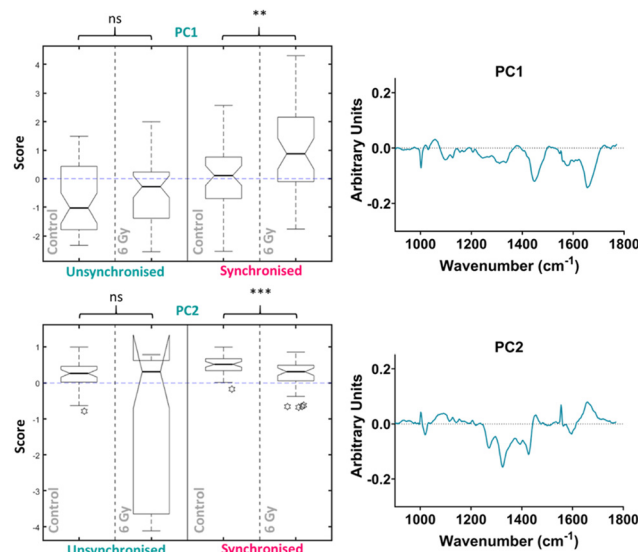 ns
PC1
**
Score
4
3
2
1
0
-1
-2
Control
6 Gy
Control
6 Gy
Unsynchronised
Synchronised
PC1
Arbitrary Units
0.2
0.0
-0.2
1000 1200 1400 1600 1800
Wavenumber (cm-1)
ns
PC2
***
Score
1
0
-1
-2
-3
-4
Control
6 Gy
Control
6 Gy
Unsynchronised
Synchronised
PC2
Arbitrary Units
0.2
0.0
-0.2
1000 1200 1400 1600 1800
Wavenumber (cm-1)